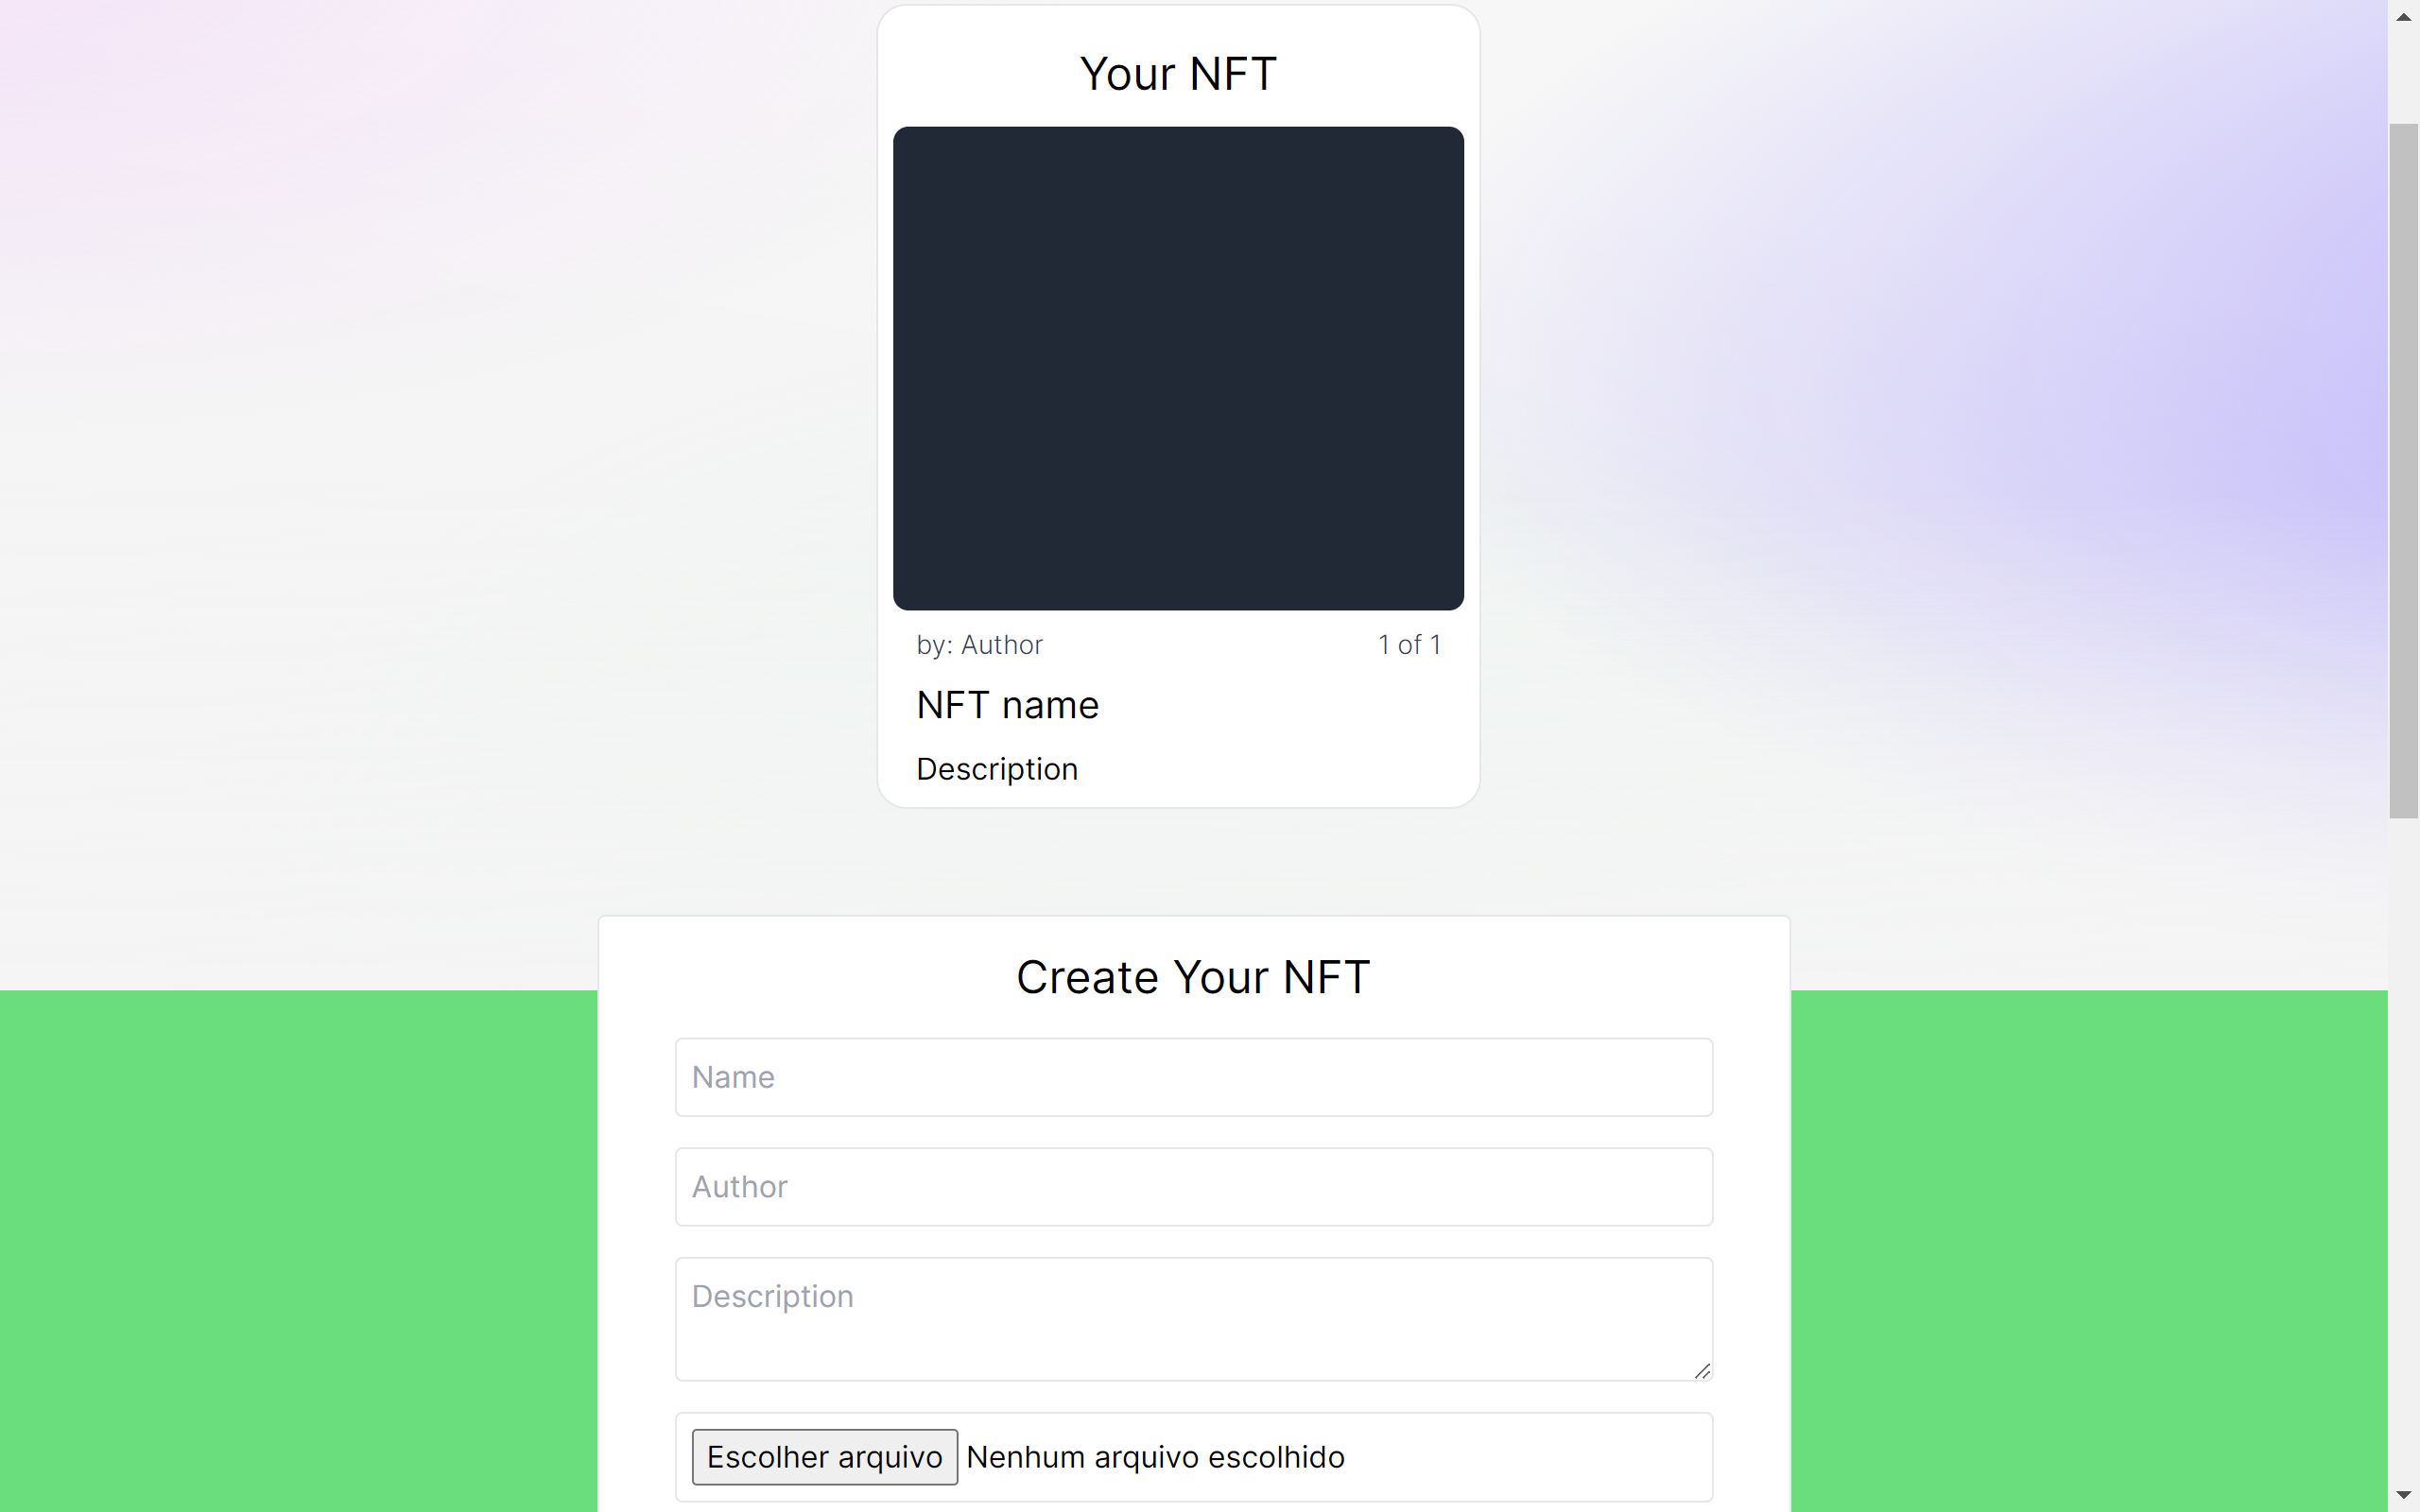 Your NFT
by: Author 1 of 1
NFT name
Description
Create Your NFT
Name
Author
Description
Escolher arquivo Nenhum arquivo escolhido